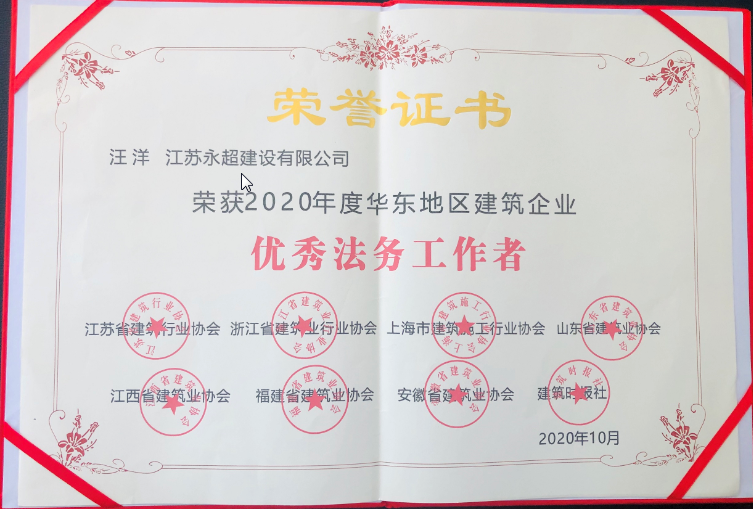 荣誉证书
汪洋 江苏永超建设有限公司
荣获2020年度华东地区建筑企业
优秀法务工作者
江苏省建筑行业协会 浙江省建筑业行业协会 上海市建筑施工行业协会 山东省建筑业协会
江西省建筑业协会 福建省建筑业协会 安徽省建筑业协会 建筑时报社
2020年10月